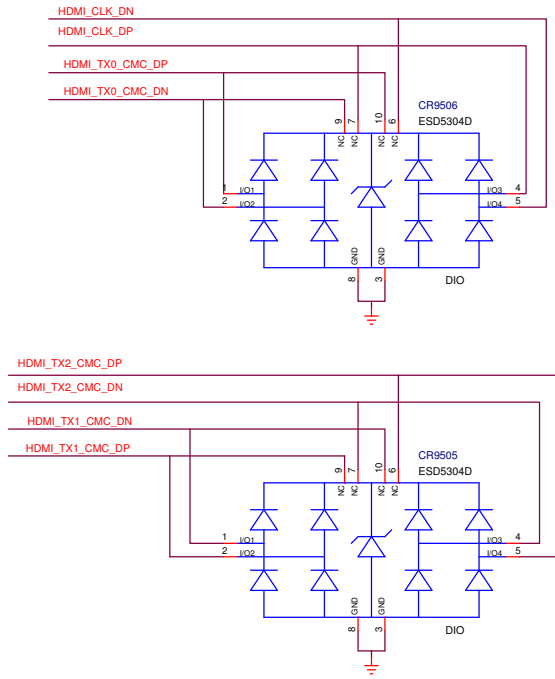 HDMI_CLK_DN
HDMI_CLK_DP
HDMI_TX0_CMC_DP
HDMI_TX0_CMC_DN
CR9506
ESD5304D
9 7 10 6
NC NC NC NC
1 I/O1 I/O3 4
2 I/O2 I/O4 5
GND GND
8 3
DIO
HDMI_TX2_CMC_DP
HDMI_TX2_CMC_DN
HDMI_TX1_CMC_DN
HDMI_TX1_CMC_DP
CR9505
ESD5304D
9 7 10 6
NC NC NC NC
1 I/O1 I/O3 4
2 I/O2 I/O4 5
GND GND
8 3
DIO